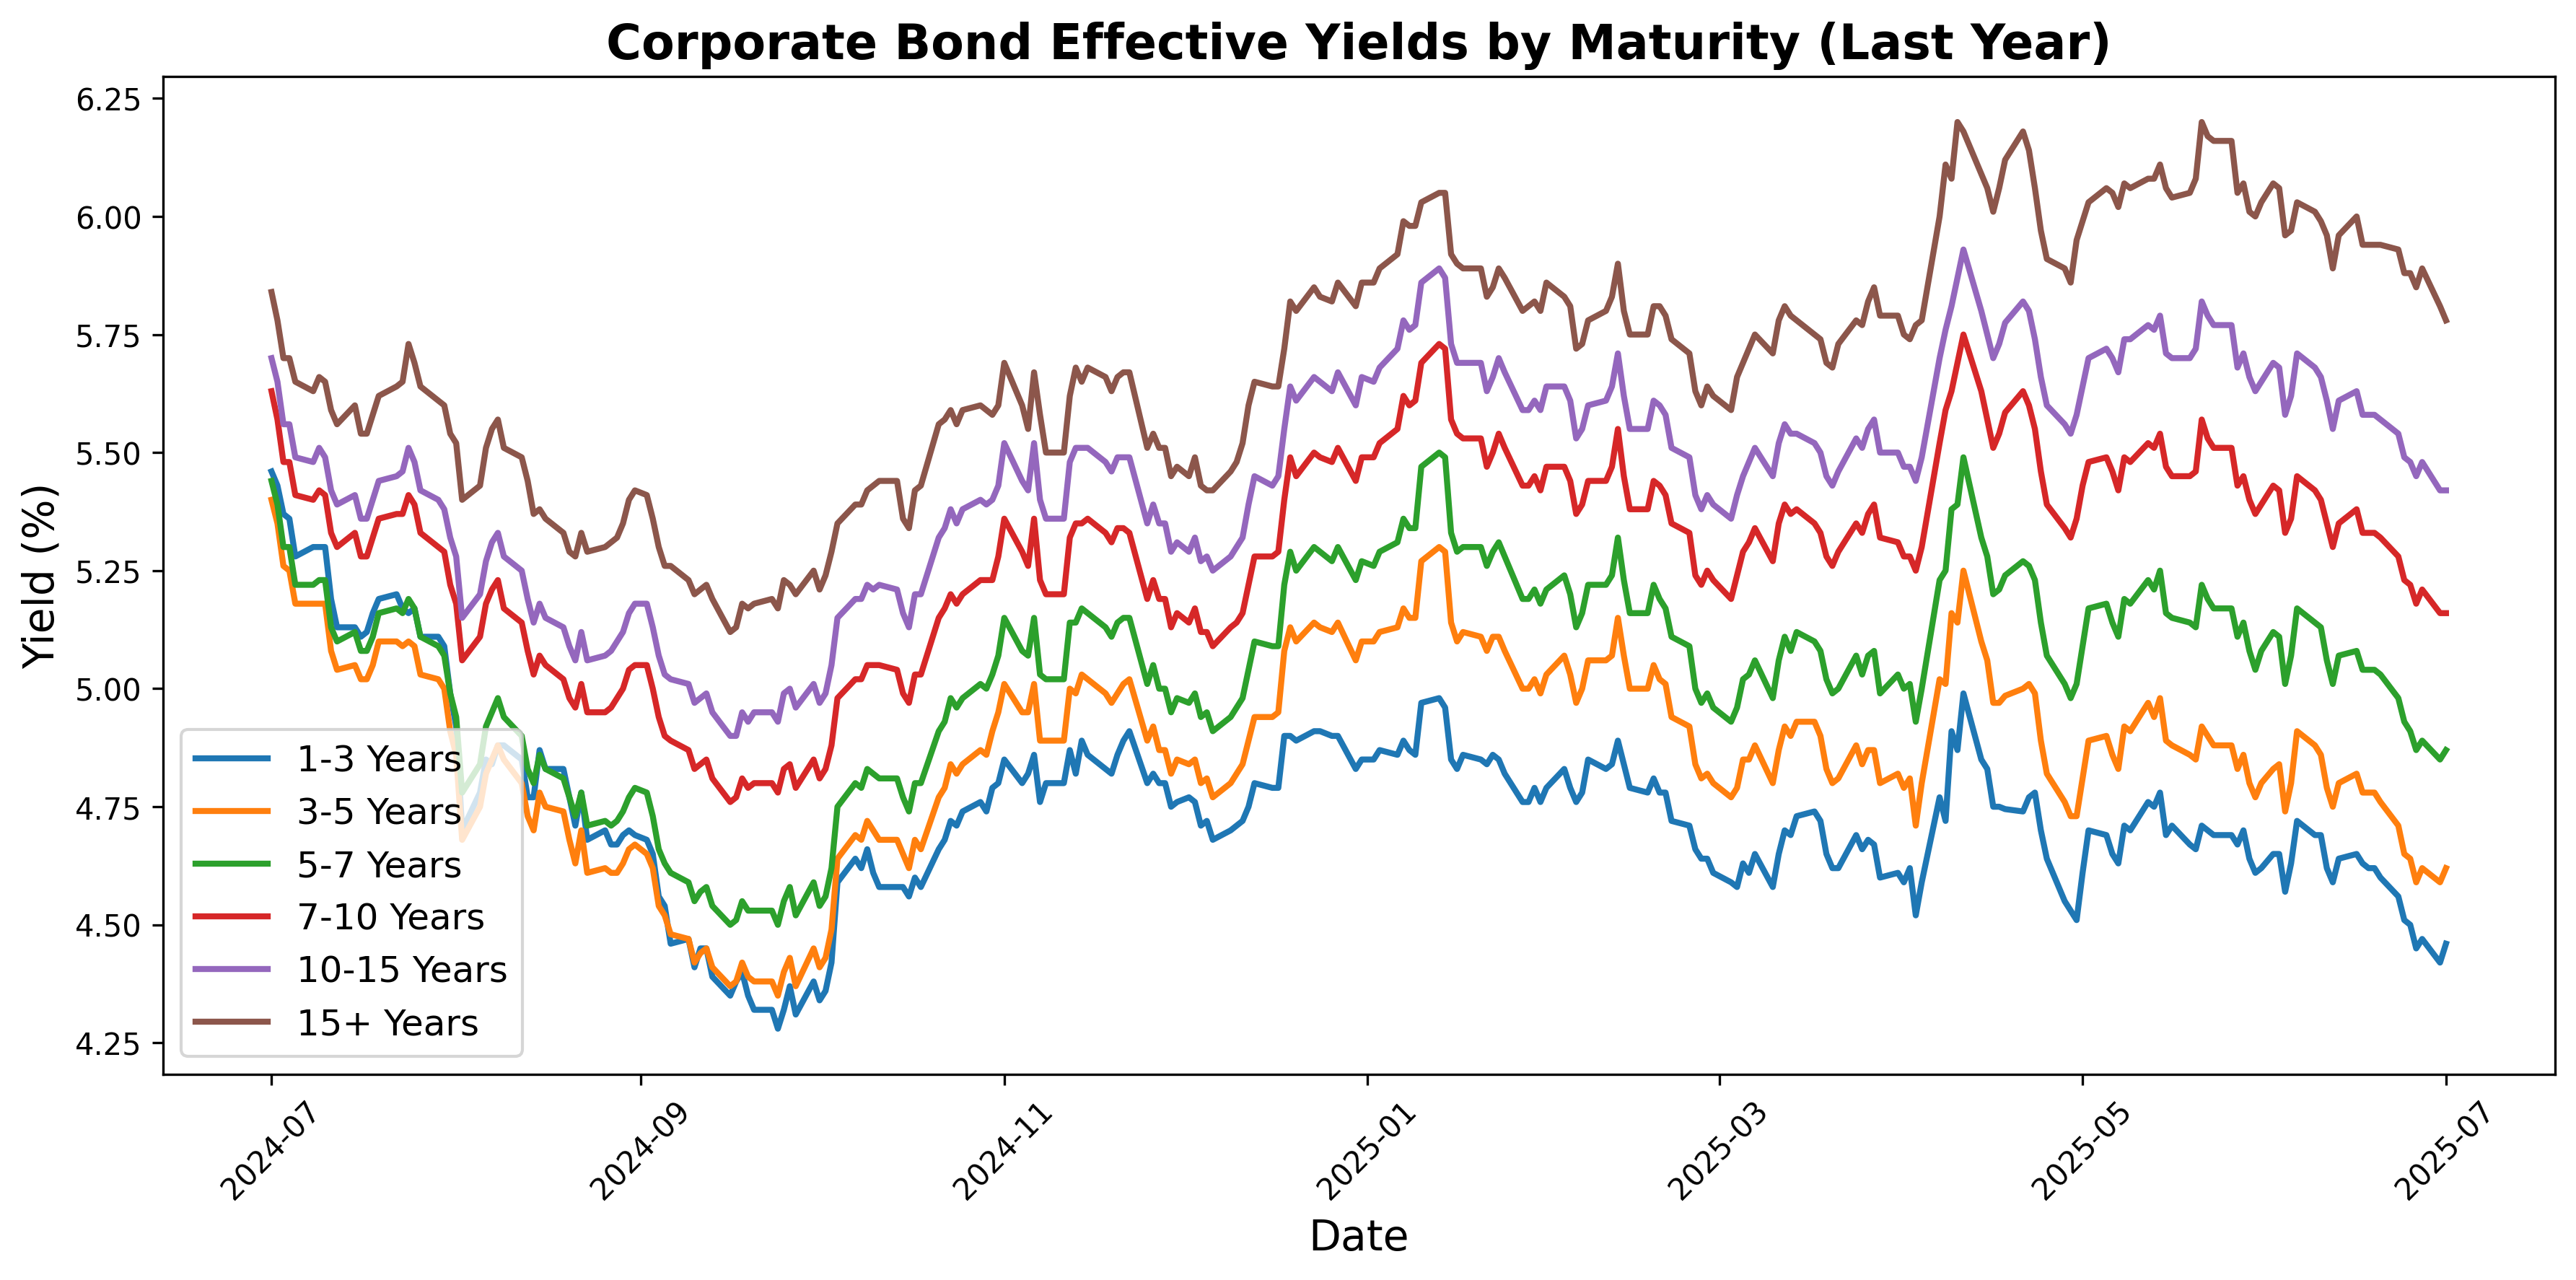 Corporate Bond Effective Yields by Maturity (Last Year)
Yield (%)
6.25
6.00
5.75
5.50
5.25
5.00
4.75
4.50
4.25
1-3 Years
3-5 Years
5-7 Years
7-10 Years
10-15 Years
15+ Years
2024-07
2024-09
2024-11
2025-01
2025-03
2025-05
2025-07
Date